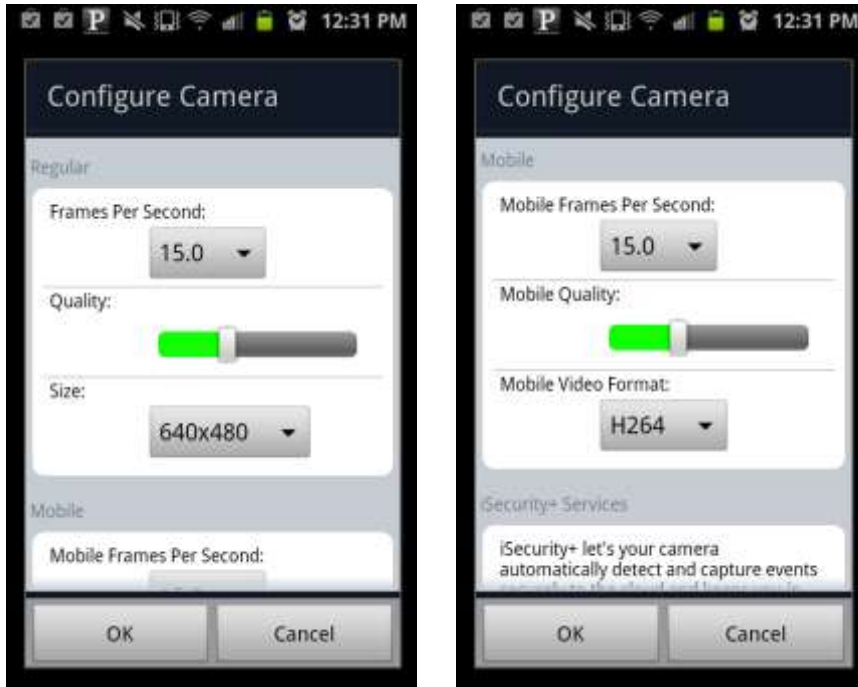 12:31 PM
Configure Camera
Regular
Frames Per Second:
15.0
Quality:
Size:
640x480
Mobile
Mobile Frames Per Second:
OK
Cancel
P
12:31 PM
Configure Camera
Mobile
Mobile Frames Per Second:
15.0
Mobile Quality:
Mobile Video Format:
H264
iSecurity+ Services
iSecurity+ let's your camera
automatically detect and capture events
OK
Cancel